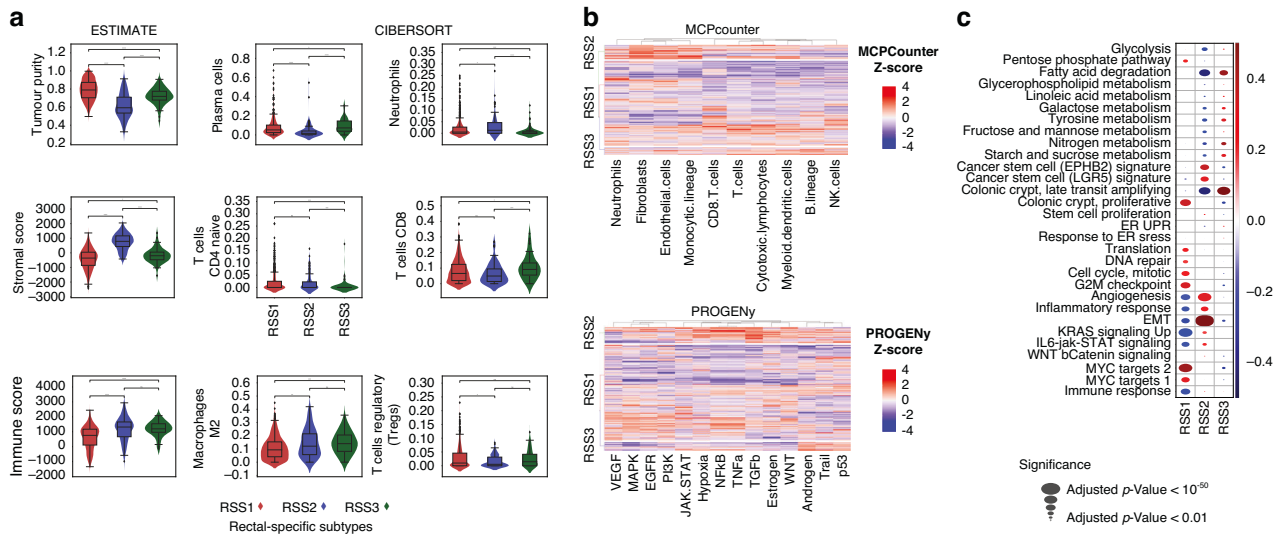 a
ESTIMATE
CIBERSORT
Tumour purity
1.2
1.0
0.8
0.6
0.4
0.2
Plasma cells
0.8
0.6
0.4
0.2
0.0
Neutrophils
0.35
0.30
0.25
0.20
0.15
0.10
0.05
0.00
Stromal score
3000
2000
1000
0
−1000
−2000
−3000
T cells
CD4 naive
0.35
0.30
0.25
0.20
0.15
0.10
0.05
0.00
RSS1
RSS2
RSS3
T cells CD8
0.5
0.4
0.3
0.2
0.1
0.0
Immune score
4000
3000
2000
1000
0
−1000
−2000
Macrophages
M2
0.6
0.5
0.4
0.3
0.2
0.1
0.0
−0.1
T cells regulatory
(Tregs)
0.30
0.25
0.20
0.15
0.10
0.05
0.00
RSS1
RSS2
RSS3
Rectal-specific subtypes
b
MCPcounter
RSS2
RSS1
RSS3
Neutrophils
Fibroblasts
Endothelial.cells
Monocytic.lineage
CD8.T.cells
T.cells
Cytotoxic.lymphocytes
Myeloid.dendritic.cells
B.lineage
NK.cells
MCPCounter
Z-score
4
2
0
-2
-4
PROGENy
RSS2
RSS1
RSS3
VEGF
MAPK
EGFR
PI3K
JAK.STAT
Hypoxia
NFkB
TNFa
TGFb
Estrogen
WNT
Androgen
Trail
p53
PROGENy
Z-score
4
2
0
-2
-4
c
Glycolysis
Pentose phosphate pathway
Fatty acid degradation
Glycerophospholipid metabolism
Linoleic acid metabolism
Galactose metabolism
Tyrosine metabolism
Fructose and mannose metabolism
Nitrogen metabolism
Starch and sucrose metabolism
Cancer stem cell (EPHB2) signature
Cancer stem cell (LGR5) signature
Colonic crypt, late transit amplifying
Colonic crypt, proliferative
Stem cell proliferation
ER UPR
Response to ER sress
Translation
DNA repair
Cell cycle, mitotic
G2M checkpoint
Angiogenesis
Inflammatory response
EMT
KRAS signaling Up
IL6-jak-STAT signaling
WNT bCatenin signaling
MYC targets 2
MYC targets 1
Immune response
RSS1
RSS2
RSS3
0.4
0.2
0.0
−0.2
−0.4
Significance
Adjusted p-Value < 10⁻⁵⁰
Adjusted p-Value < 0.01